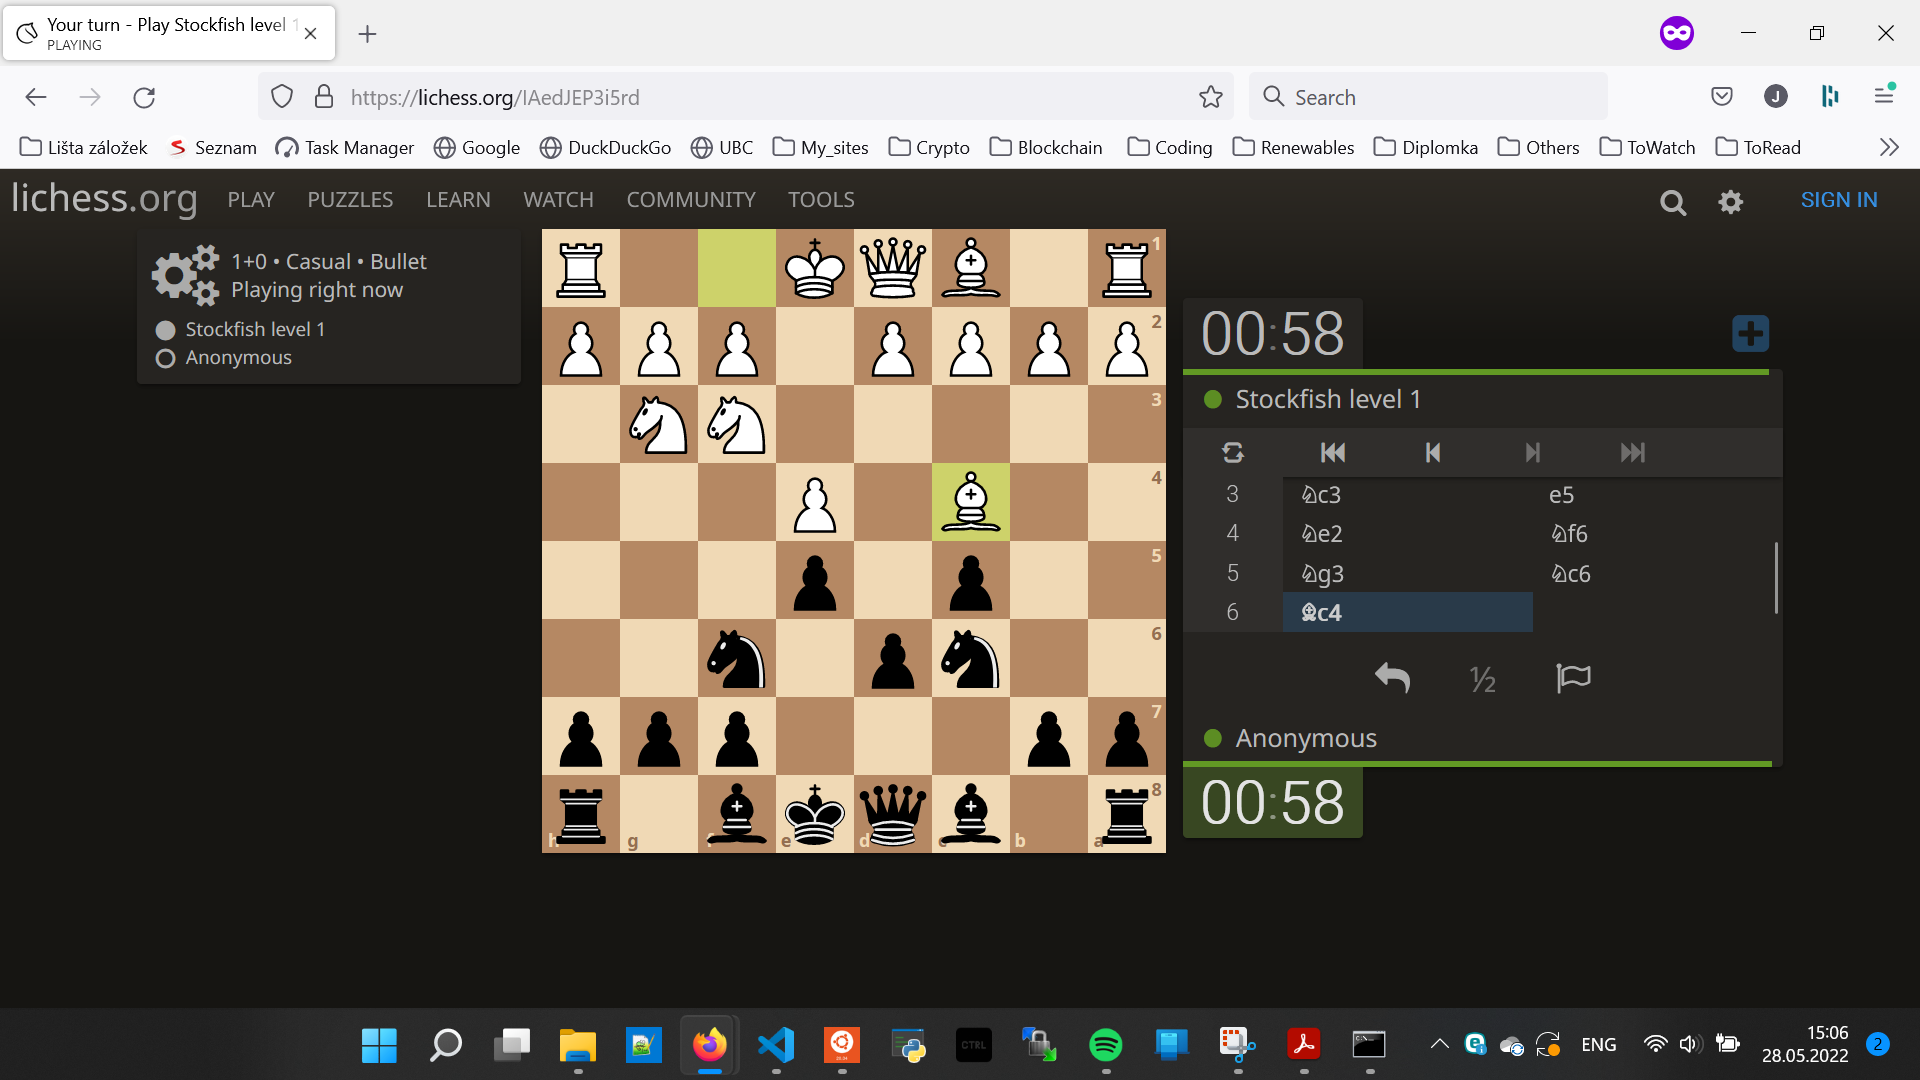 Your turn - Play Stockfish level 1
PLAYING
https://lichess.org/IAedJEP3i5rd
Search
J
Lišta záložek
Seznam
Task Manager
Google
DuckDuckGo
UBC
My_sites
Crypto
Blockchain
Coding
Renewables
Diplomka
Others
ToWatch
ToRead
lichess.org
PLAY
PUZZLES
LEARN
WATCH
COMMUNITY
TOOLS
SIGN IN
1+0 • Casual • Bullet
Playing right now
Stockfish level 1
Anonymous
1
2
3
4
5
6
7
8
h g f e d c b a
00:58
Stockfish level 1
3 ♘c3 e5
4 ♘e2 ♘f6
5 ♘g3 ♘c6
6 ♗c4
½
Anonymous
00:58
CTRL
ENG
15:06
28.05.2022
2